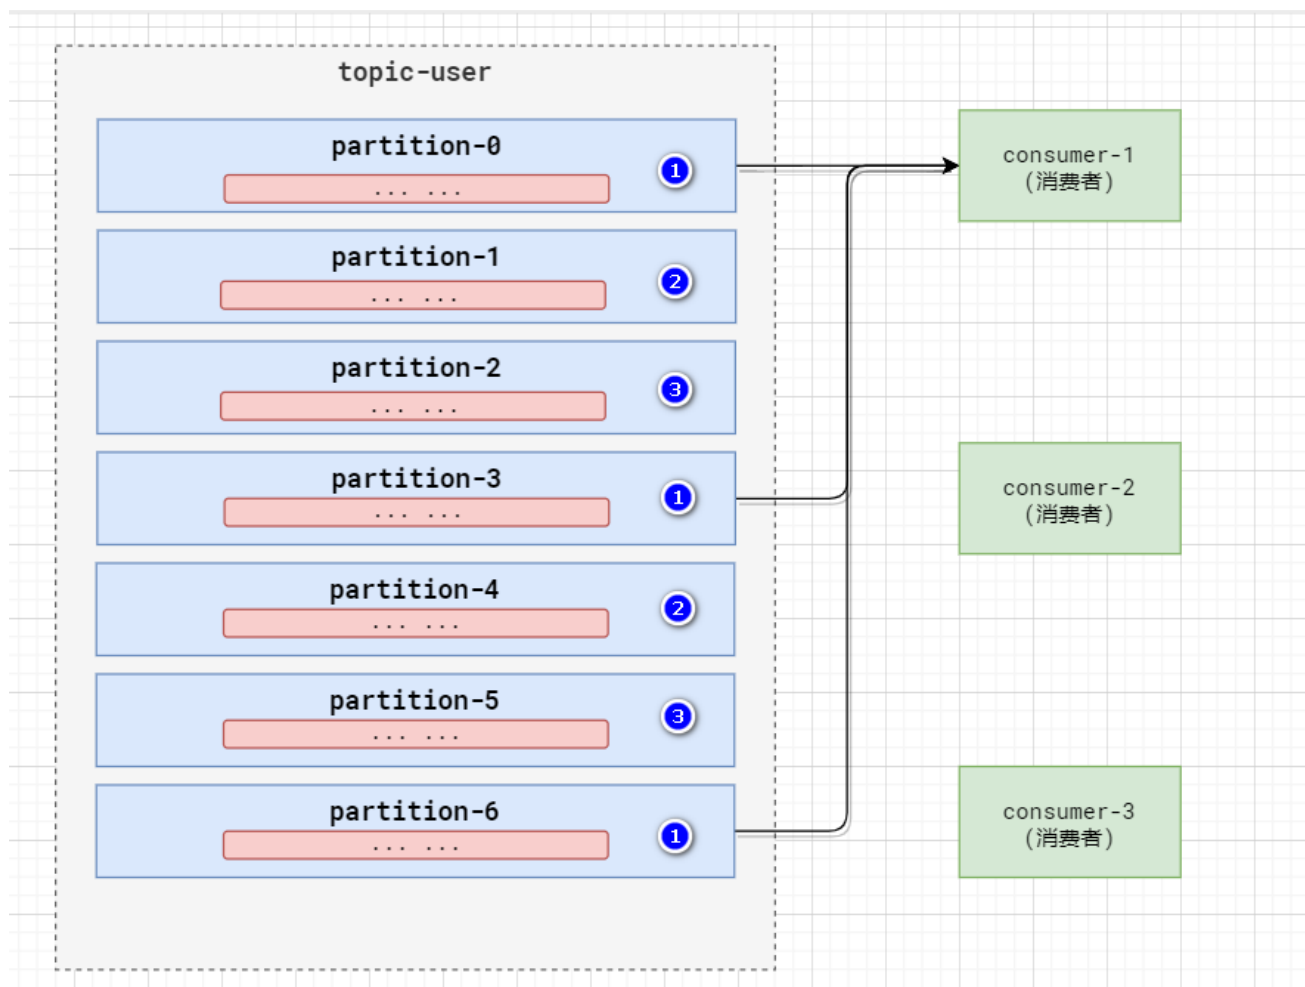 topic-user
partition-0
1
... ...
partition-1
2
... ...
partition-2
3
... ...
partition-3
1
... ...
partition-4
2
... ...
partition-5
3
... ...
partition-6
1
... ...
consumer-1
(消费者)
consumer-2
(消费者)
consumer-3
(消费者)